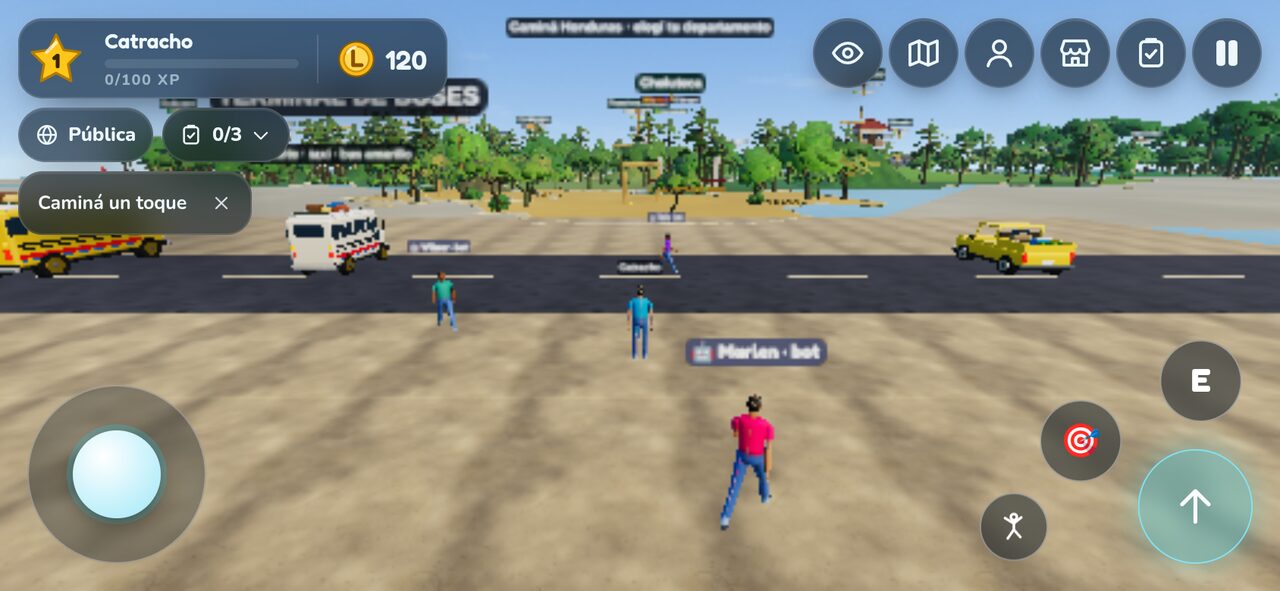 Catracho
1
0/100 XP
120
Caminá Honduras · elegí tu departamento
TERMINAL DE BUSES
Choluteca
Pública
0/3
Caminá un toque
Catracho
Marlen · bot
E